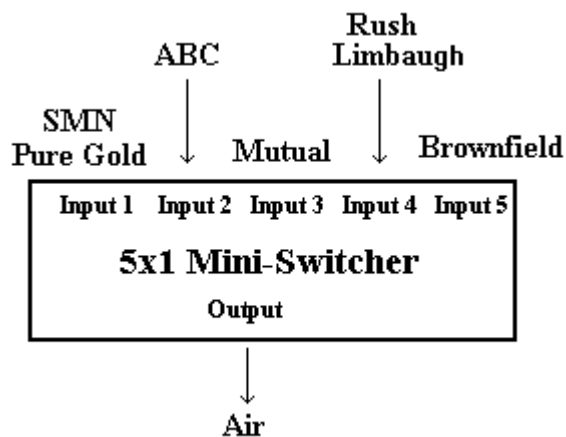 Rush
ABC Limbaugh
SMN
Pure Gold Mutual Brownfield
Input 1 Input 2 Input 3 Input 4 Input 5
5x1 Mini-Switcher
Output
Air